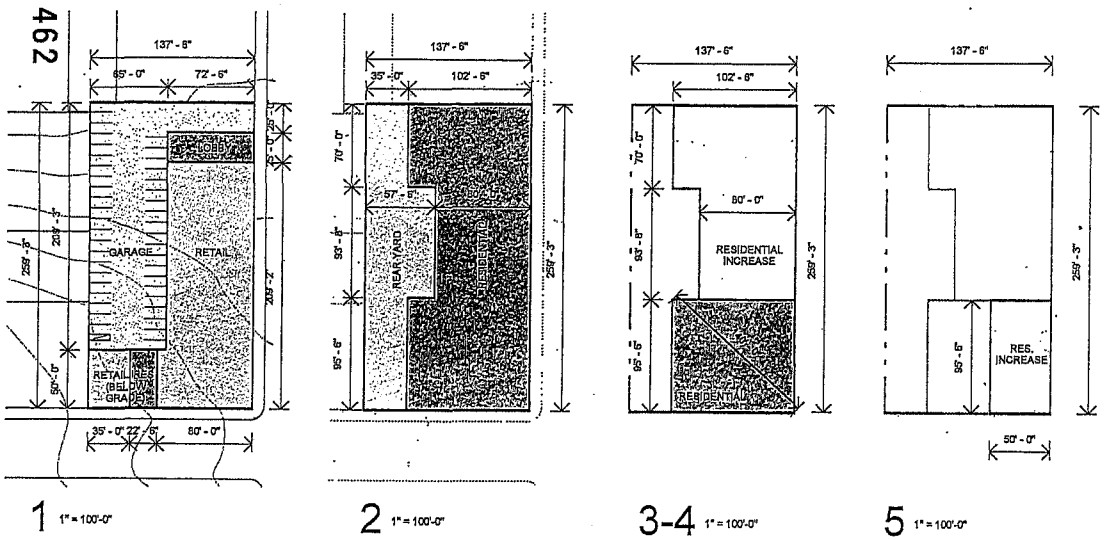 462
137' - 6"
65' - 0"
72' - 6"
LOBBY
259' - 3"
209' - 3"
GARAGE
RETAIL
209' - 2"
50' - 0"
RETAIL
(BELOW
GRADE)
RES
35' - 0"
22' - 6"
80' - 0"
1
1" = 100'-0"
137' - 6"
35' - 0"
102' - 6"
70' - 0"
57' - 6"
93' - 8"
REAR YARD
RESIDENTIAL
259' - 3"
95' - 6"
2
1" = 100'-0"
137' - 6"
102' - 6"
70' - 0"
80' - 0"
93' - 8"
RESIDENTIAL
INCREASE
259' - 3"
95' - 6"
RESIDENTIAL
3-4
1" = 100'-0"
137' - 6"
259' - 3"
95' - 6"
RES.
INCREASE
50' - 0"
5
1" = 100'-0"